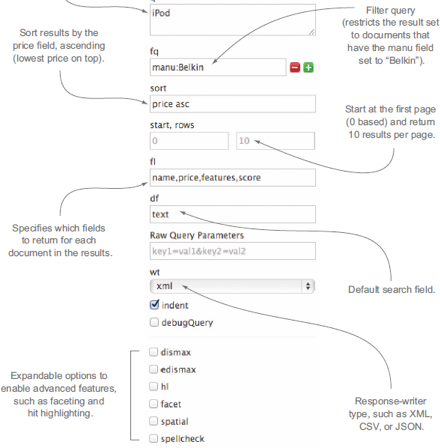 iPod
Filter query
(restricts the result set
to documents that
have the manu field
set to “Belkin”).
Sort results by the
price field, ascending
(lowest price on top).
fq
manu:Belkin
sort
price asc
start, rows
0 10
Start at the first page
(0 based) and return
10 results per page.
fl
name,price,features,score
df
text
Specifies which fields
to return for each
document in the results.
Raw Query Parameters
key1=val1&key2=val2
wt
xml
Default search field.
indent
debugQuery
dismax
edismax
hl
facet
spatial
spellcheck
Expandable options to
enable advanced features,
such as faceting and
hit highlighting.
Response-writer
type, such as XML,
CSV, or JSON.